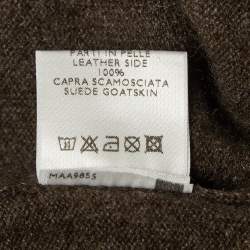 PARTI IN PELLE
LEATHER SIDE
100%
CAPRA SCAMOSCIATA
SUEDE GOATSKIN
MAA9855